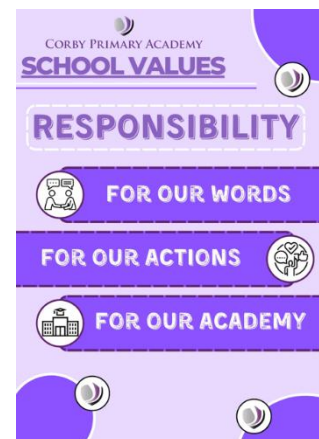 CORBY PRIMARY ACADEMY
SCHOOL VALUES
RESPONSIBILITY
FOR OUR WORDS
FOR OUR ACTIONS
FOR OUR ACADEMY